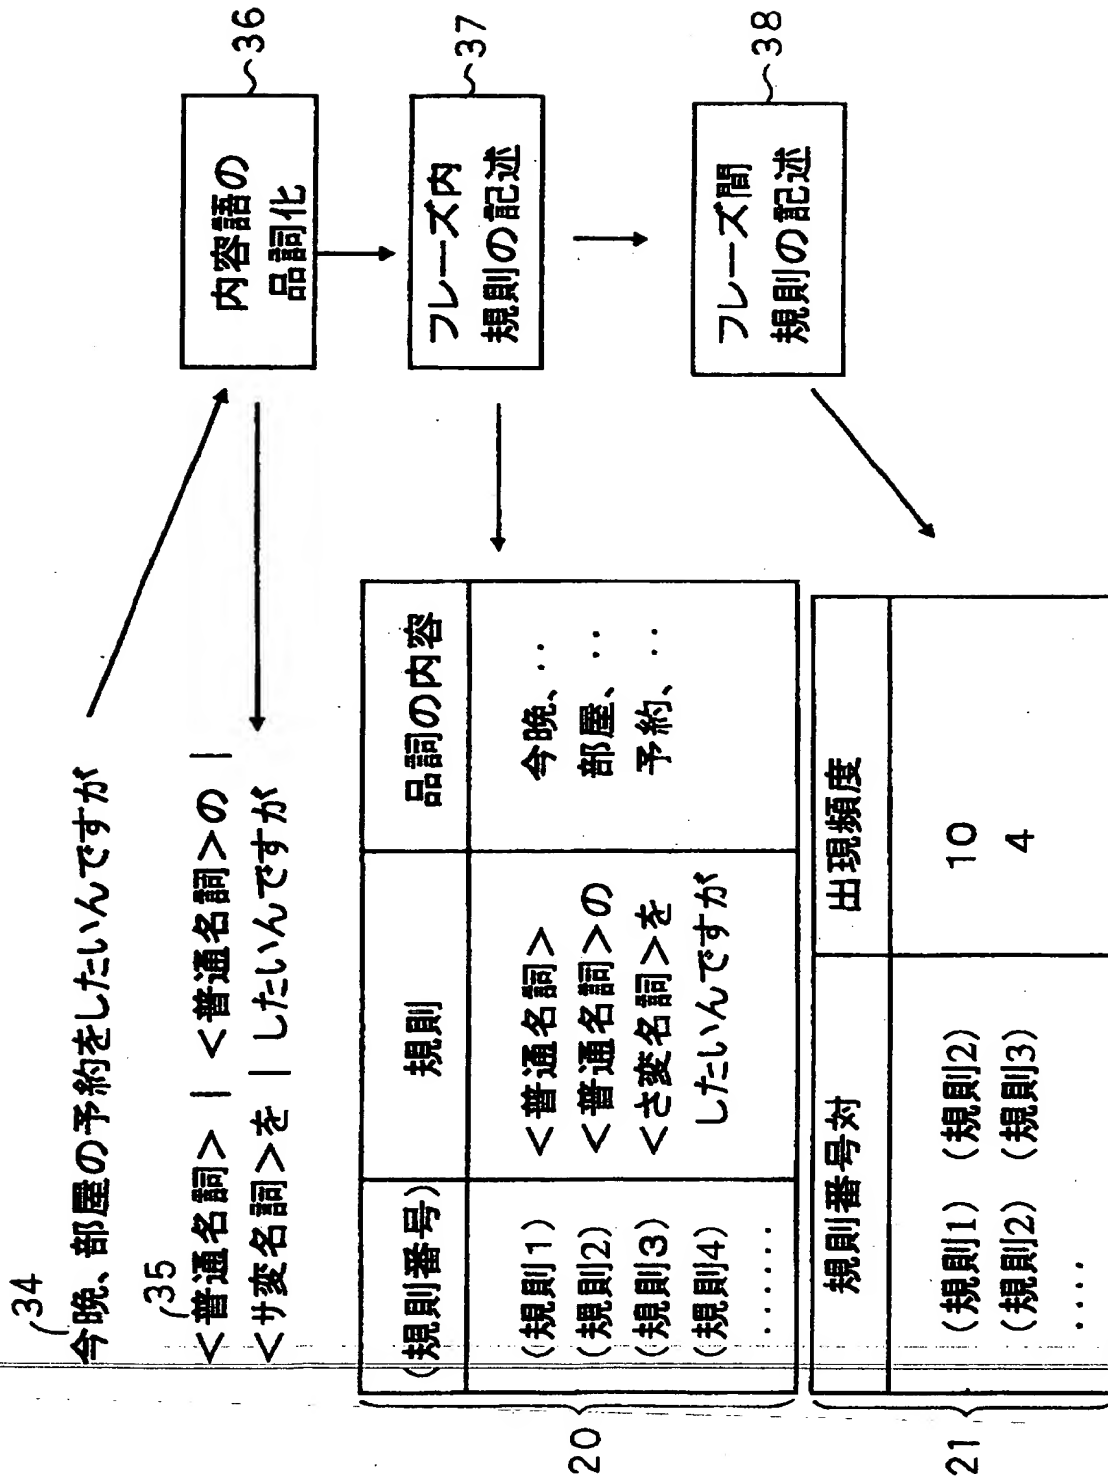 34
今晩、部屋の予約をしたいんですが
35
<普通名詞> | <普通名詞>の |
<サ変名詞>を | したいんですが
内容語の
品詞化
36
フレーズ内
規則の記述
37
フレーズ間
規則の記述
38
(規則番号) 規則 品詞の内容
(規則1) <普通名詞> 今晩、‥
(規則2) <普通名詞>の 部屋、‥
(規則3) <さ変名詞>を 予約、‥
(規則4) したいんですが
‥‥‥
20
規則番号対 出現頻度
(規則1) (規則2) 10
(規則2) (規則3) 4
‥‥
21